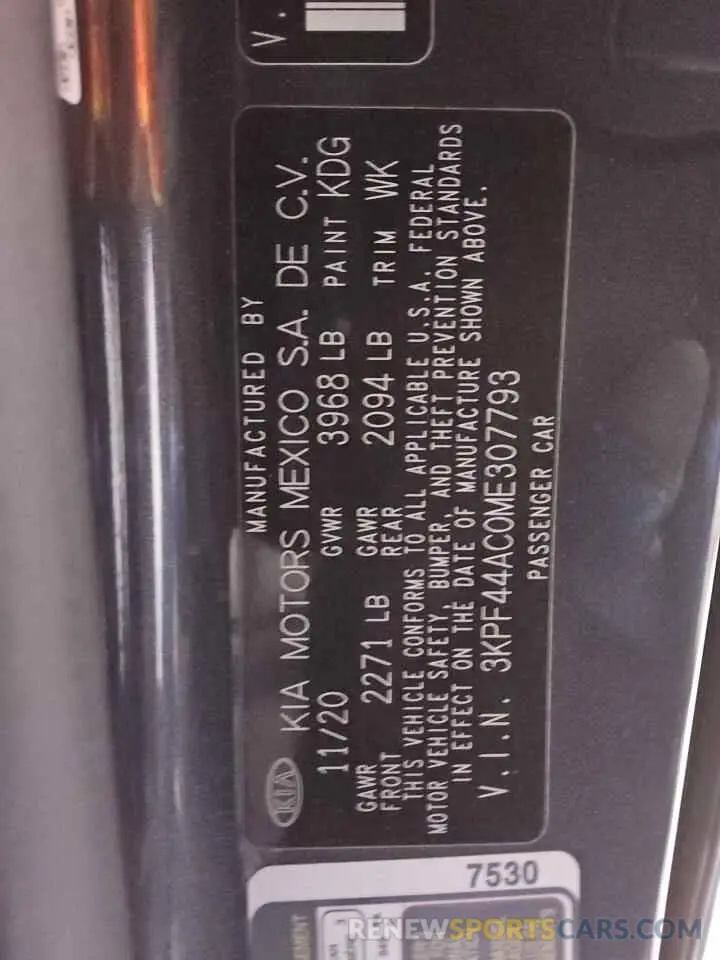 V.
MANUFACTURED BY
KIA KIA MOTORS MEXICO S.A. DE C.V.
11/20 GVWR 3968 LB PAINT KDG
GAWR FRONT 2271 LB GAWR REAR 2094 LB TRIM WK
THIS VEHICLE CONFORMS TO ALL APPLICABLE U.S.A. FEDERAL
MOTOR VEHICLE SAFETY, BUMPER, AND THEFT PREVENTION STANDARDS
IN EFFECT ON THE DATE OF MANUFACTURE SHOWN ABOVE.
V.I.N. 3KPF44AC0ME307793
PASSENGER CAR
7530
RENEWSPORTSCARS.COM